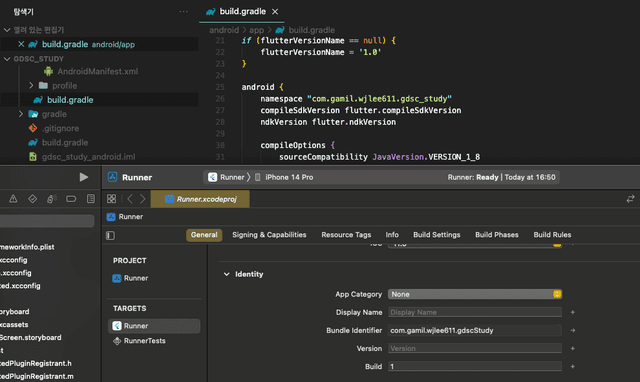 탐색기
열려 있는 편집기
build.gradle android/app
GDSC_STUDY
AndroidManifest.xml
profile
build.gradle
gradle
.gitignore
build.gradle
gdsc_study_android.iml
build.gradle
android > app > build.gradle
21 if (flutterVersionName == null) {
22 flutterVersionName = '1.0'
23 }
24
25 android {
26 namespace "com.gamil.wjlee611.gdsc_study"
27 compileSdkVersion flutter.compileSdkVersion
28 ndkVersion flutter.ndkVersion
29
30 compileOptions {
31 sourceCompatibility JavaVersion.VERSION_1_8
Runner
Runner > iPhone 14 Pro
Runner: Ready | Today at 16:50
Runner.xcodeproj
Runner
General Signing & Capabilities Resource Tags Info Build Settings Build Phases Build Rules
meworkInfo.plist
xcconfig
.xcconfig
ted.xcconfig
toryboard
xcassets
Screen.storyboard
st
tedPluginRegistrant.h
tedPluginRegistrant.m
PROJECT
Runner
TARGETS
Runner
RunnerTests
Identity
App Category None
Display Name Display Name
Bundle Identifier com.gamil.wjlee611.gdscStudy
Version Version
Build 1